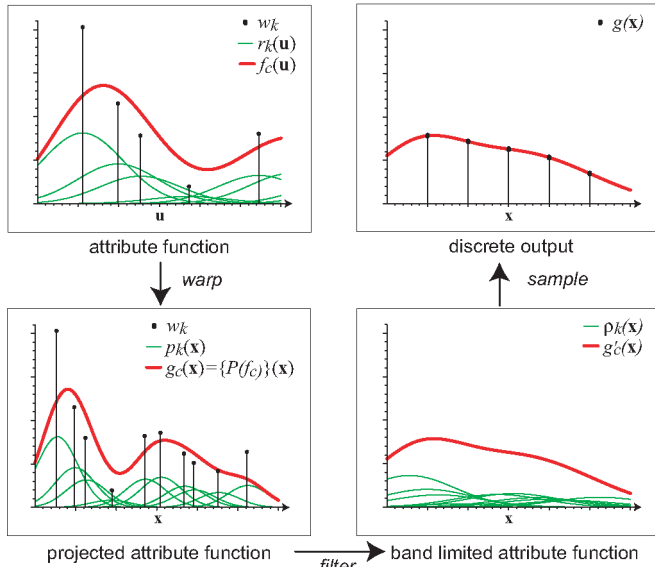 w_k
r_k(u)
f_c(u)
u
attribute function
g(x)
x
discrete output
warp
sample
w_k
p_k(x)
g_c(x)={P(f_c)}(x)
x
projected attribute function
ρ_k(x)
g'_c(x)
x
band limited attribute function
filter